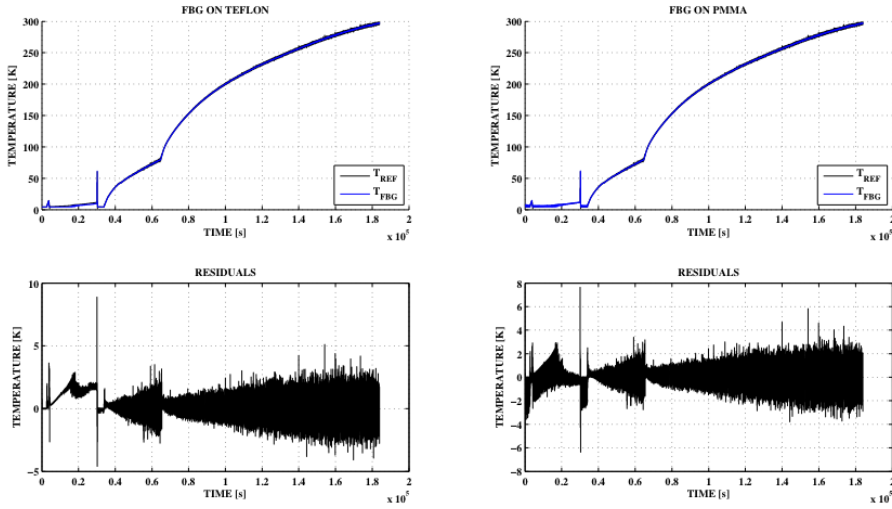 FBG ON TEFLON
300
250
200
150
100
50
0
TEMPERATURE [K]
T_REF
T_FBG
0 0.2 0.4 0.6 0.8 1 1.2 1.4 1.6 1.8 2
TIME [s]
x 10^5
FBG ON PMMA
300
250
200
150
100
50
0
TEMPERATURE [K]
T_REF
T_FBG
0 0.2 0.4 0.6 0.8 1 1.2 1.4 1.6 1.8 2
TIME [s]
x 10^5
RESIDUALS
10
5
0
−5
TEMPERATURE [K]
0 0.2 0.4 0.6 0.8 1 1.2 1.4 1.6 1.8 2
TIME [s]
x 10^5
RESIDUALS
8
6
4
2
0
−2
−4
−6
−8
TEMPERATURE [K]
0 0.2 0.4 0.6 0.8 1 1.2 1.4 1.6 1.8 2
TIME [s]
x 10^5